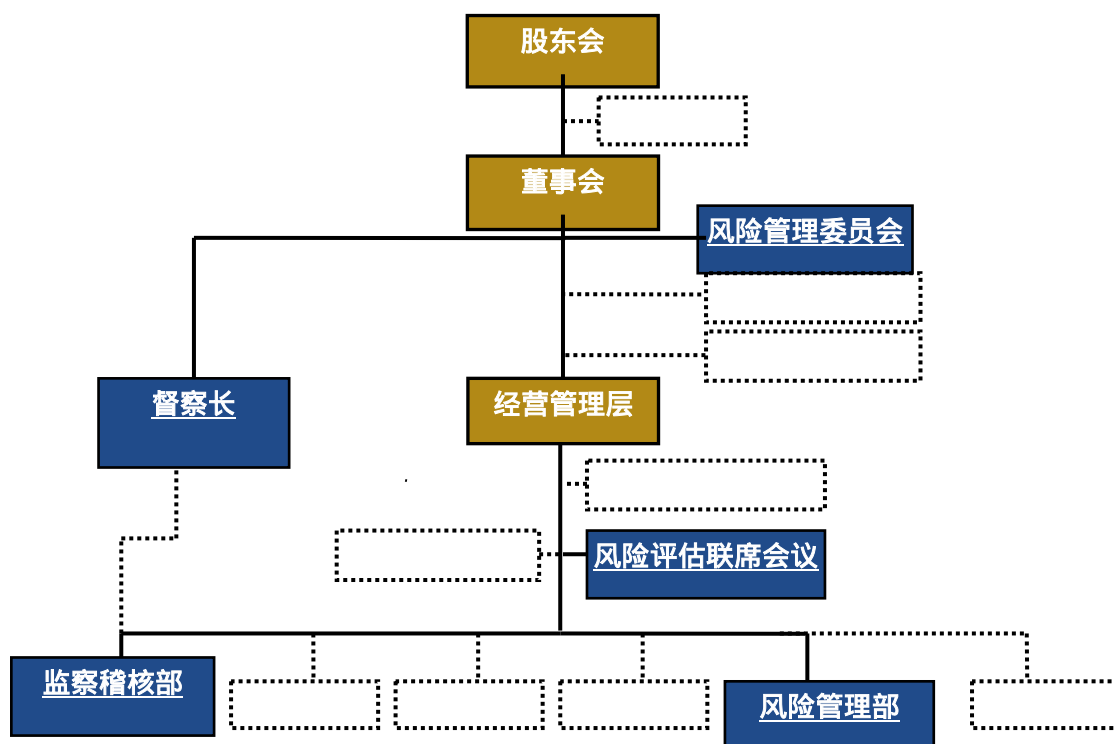 股东会
董事会
风险管理委员会
督察长
经营管理层
风险评估联席会议
监察稽核部
风险管理部